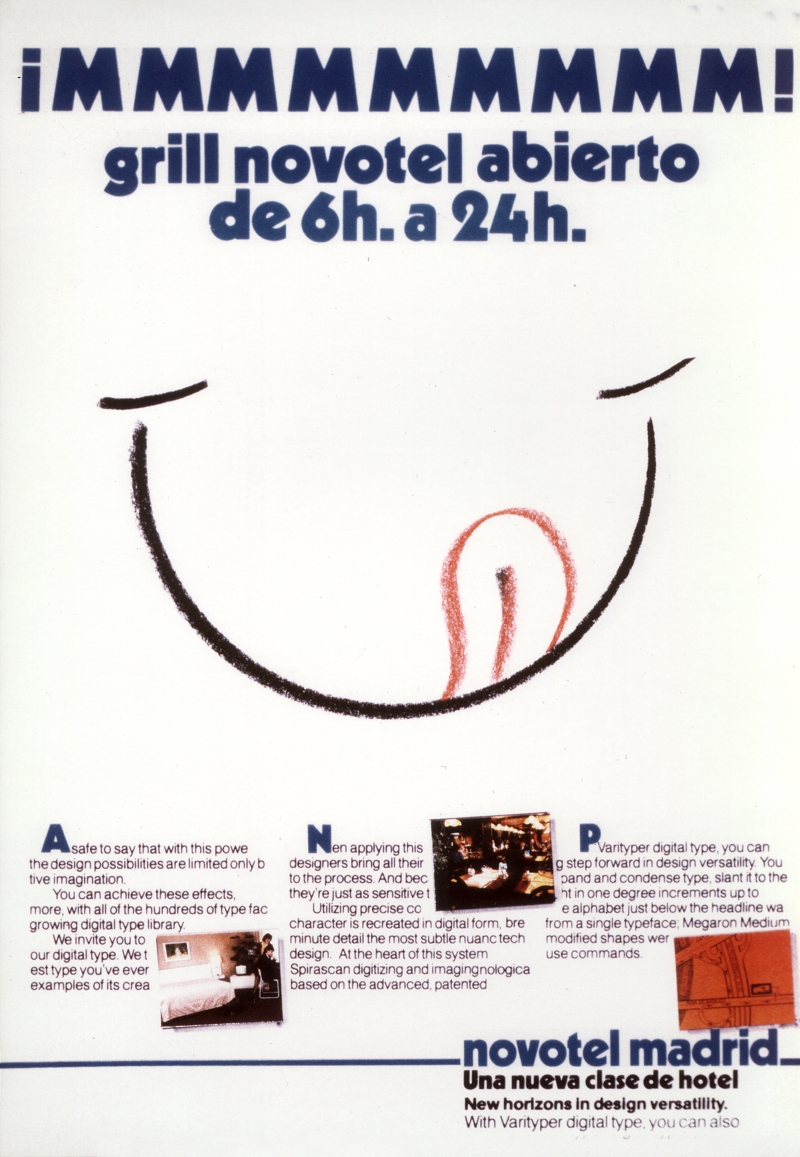 ¡MMMMMMMMM!
grill novotel abierto
de 6h. a 24h.
A safe to say that with this powe
the design possibilities are limited only b
tive imagination.
You can achieve these effects,
more, with all of the hundreds of type fac
growing digital type library.
We invite you to
our digital type. We t
est type you've ever
examples of its crea
Nen applying this
designers bring all their
to the process. And bec
they're just as sensitive t
Utilizing precise co
character is recreated in digital form, bre
minute detail the most subtle nuanc tech
design. At the heart of this system
Spirascan digitizing and imagingnologica
based on the advanced, patented
PVarityper digital type, you can
g step forward in design versatility. You
pand and condense type, slant it to the
ht in one degree increments up to
e alphabet just below the headline wa
from a single typeface; Megaron Medium
modified shapes wer
use commands.
novotel madrid
Una nueva clase de hotel
New horizons in design versatility.
With Varityper digital type, you can also